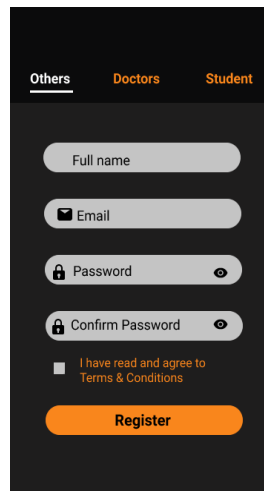 Others Doctors Student
Full name
Email
Password
Confirm Password
I have read and agree to
Terms & Conditions
Register